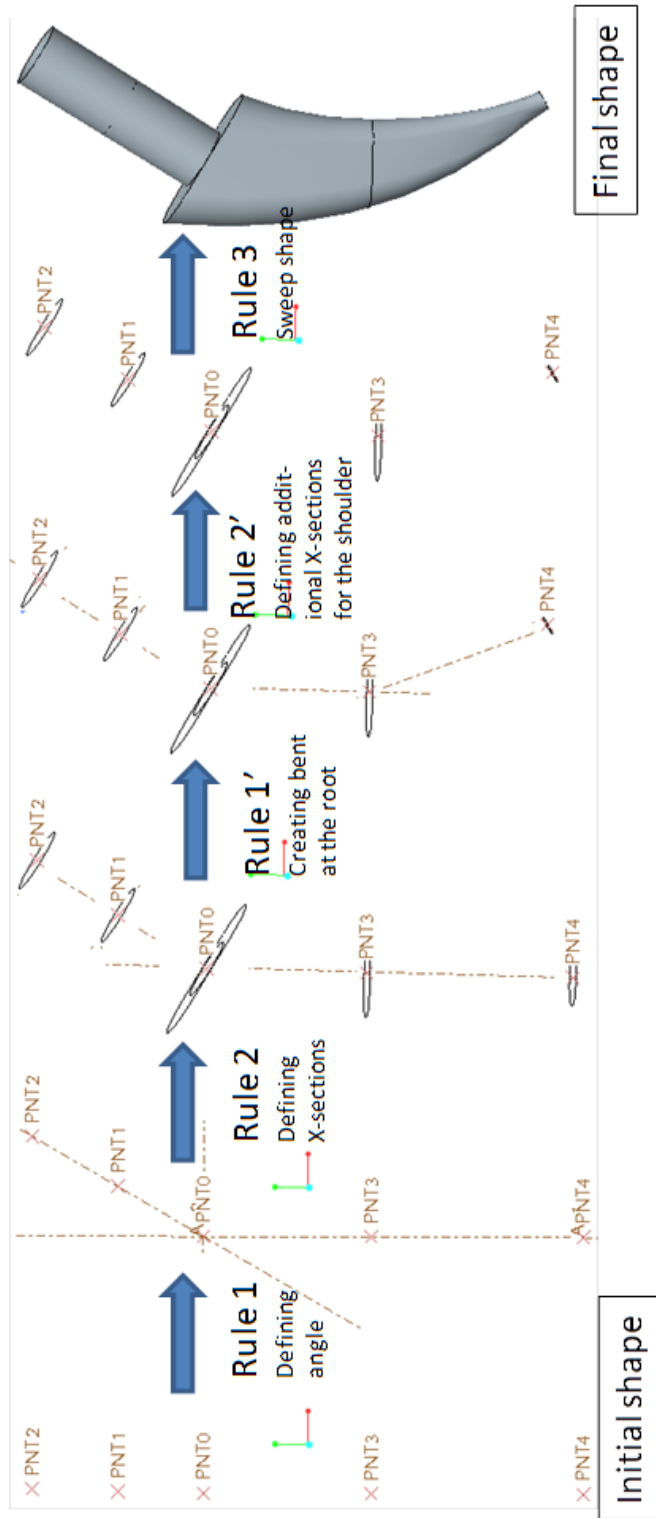 PNT2
PNT1
PNT0
PNT3
PNT4
Initial shape
Rule 1
Defining
angle
PNT2
PNT1
PNT0
PNT3
PNT4
Rule 2
Defining
X-sections
PNT2
PNT1
PNT0
PNT3
PNT4
Rule 1’
Creating bent
at the root
PNT2
PNT1
PNT0
PNT3
PNT4
Rule 2’
Defining addit-
ional X-sections
for the shoulder
PNT2
PNT1
PNT0
PNT3
PNT4
Rule 3
Sweep shape
Final shape